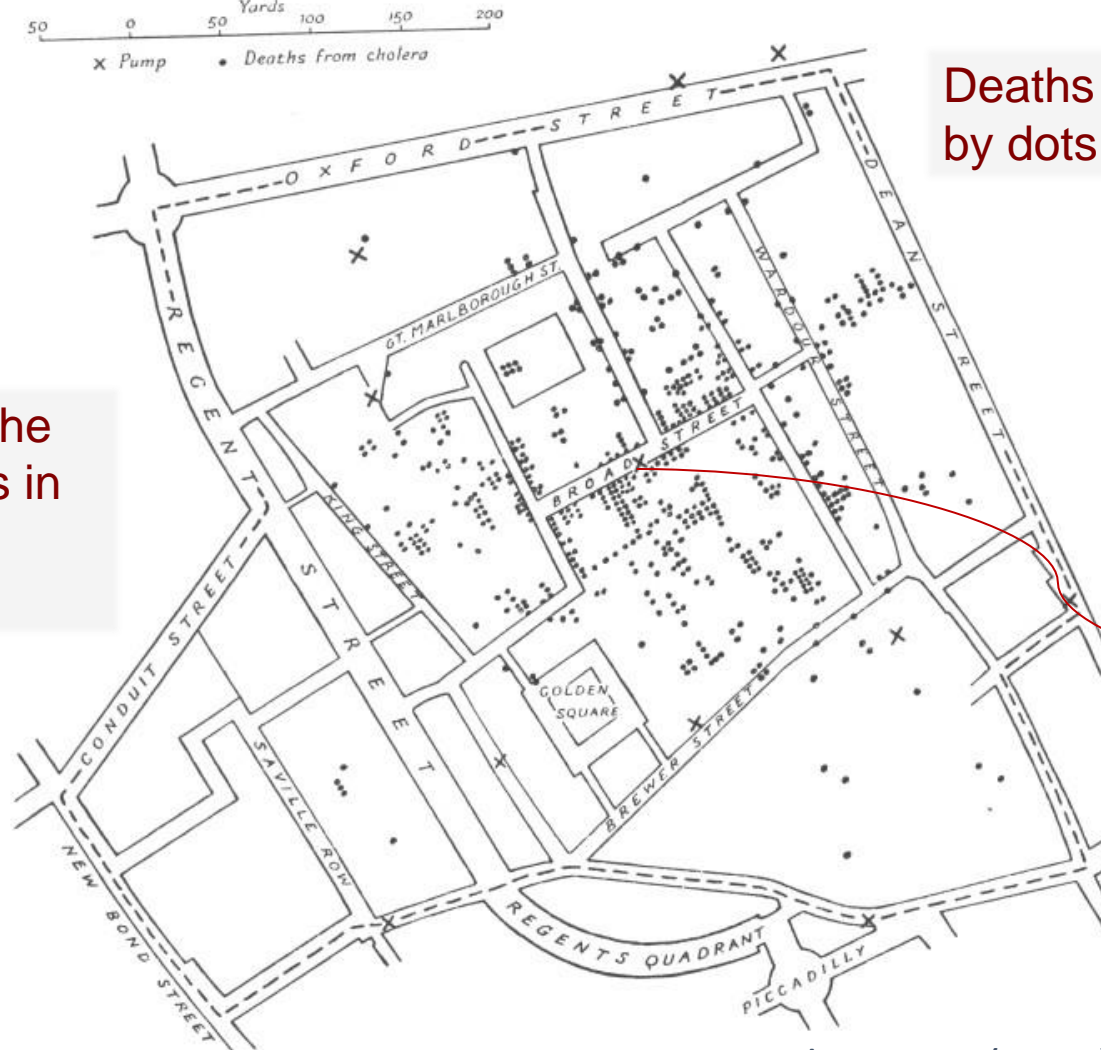 Yards
50 0 50 100 150 200
× Pump • Deaths from cholera
Deaths
by dots
OXFORD STREET
DEAN STREET
REGENT STREET
GT. MARLBOROUGH ST.
WARDOUR STREET
he
s in
BROAD STREET
KING STREET
CONDUIT STREET
GOLDEN
SQUARE
BREWER STREET
SAVILLE ROW
NEW BOND STREET
REGENTS QUADRANT
PICCADILLY